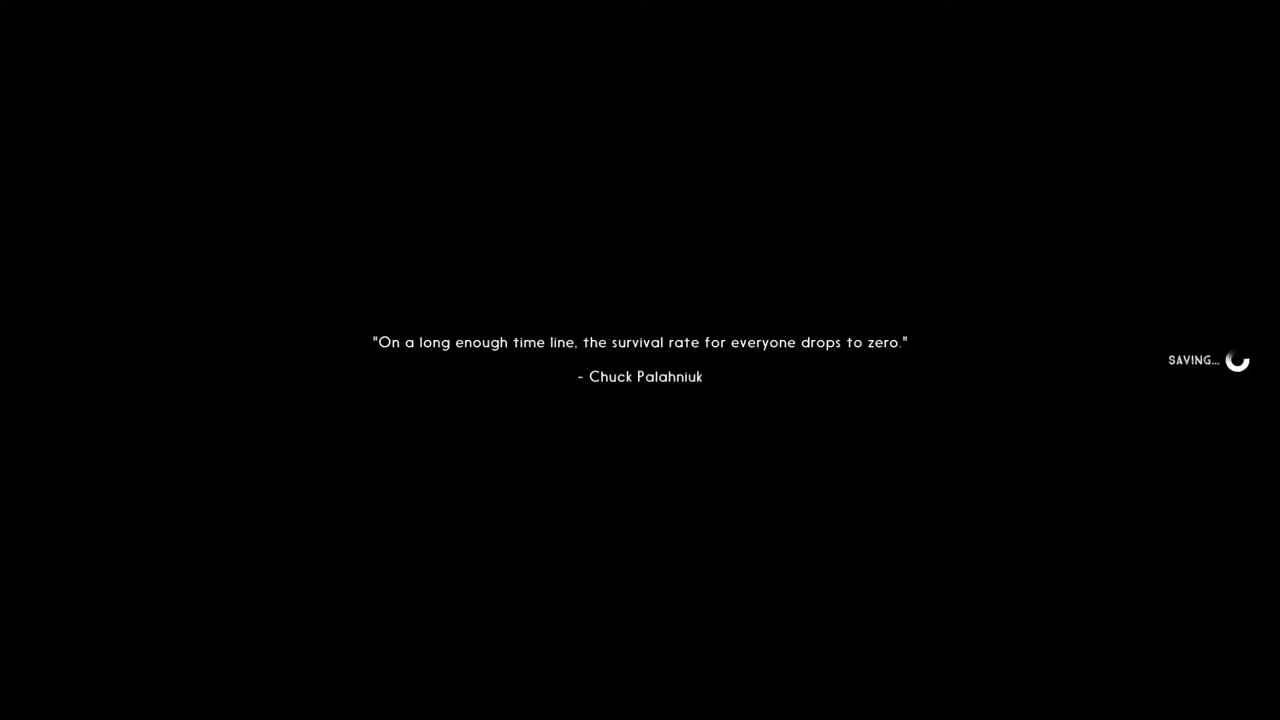 "On a long enough time line, the survival rate for everyone drops to zero."
- Chuck Palahniuk
SAVING...